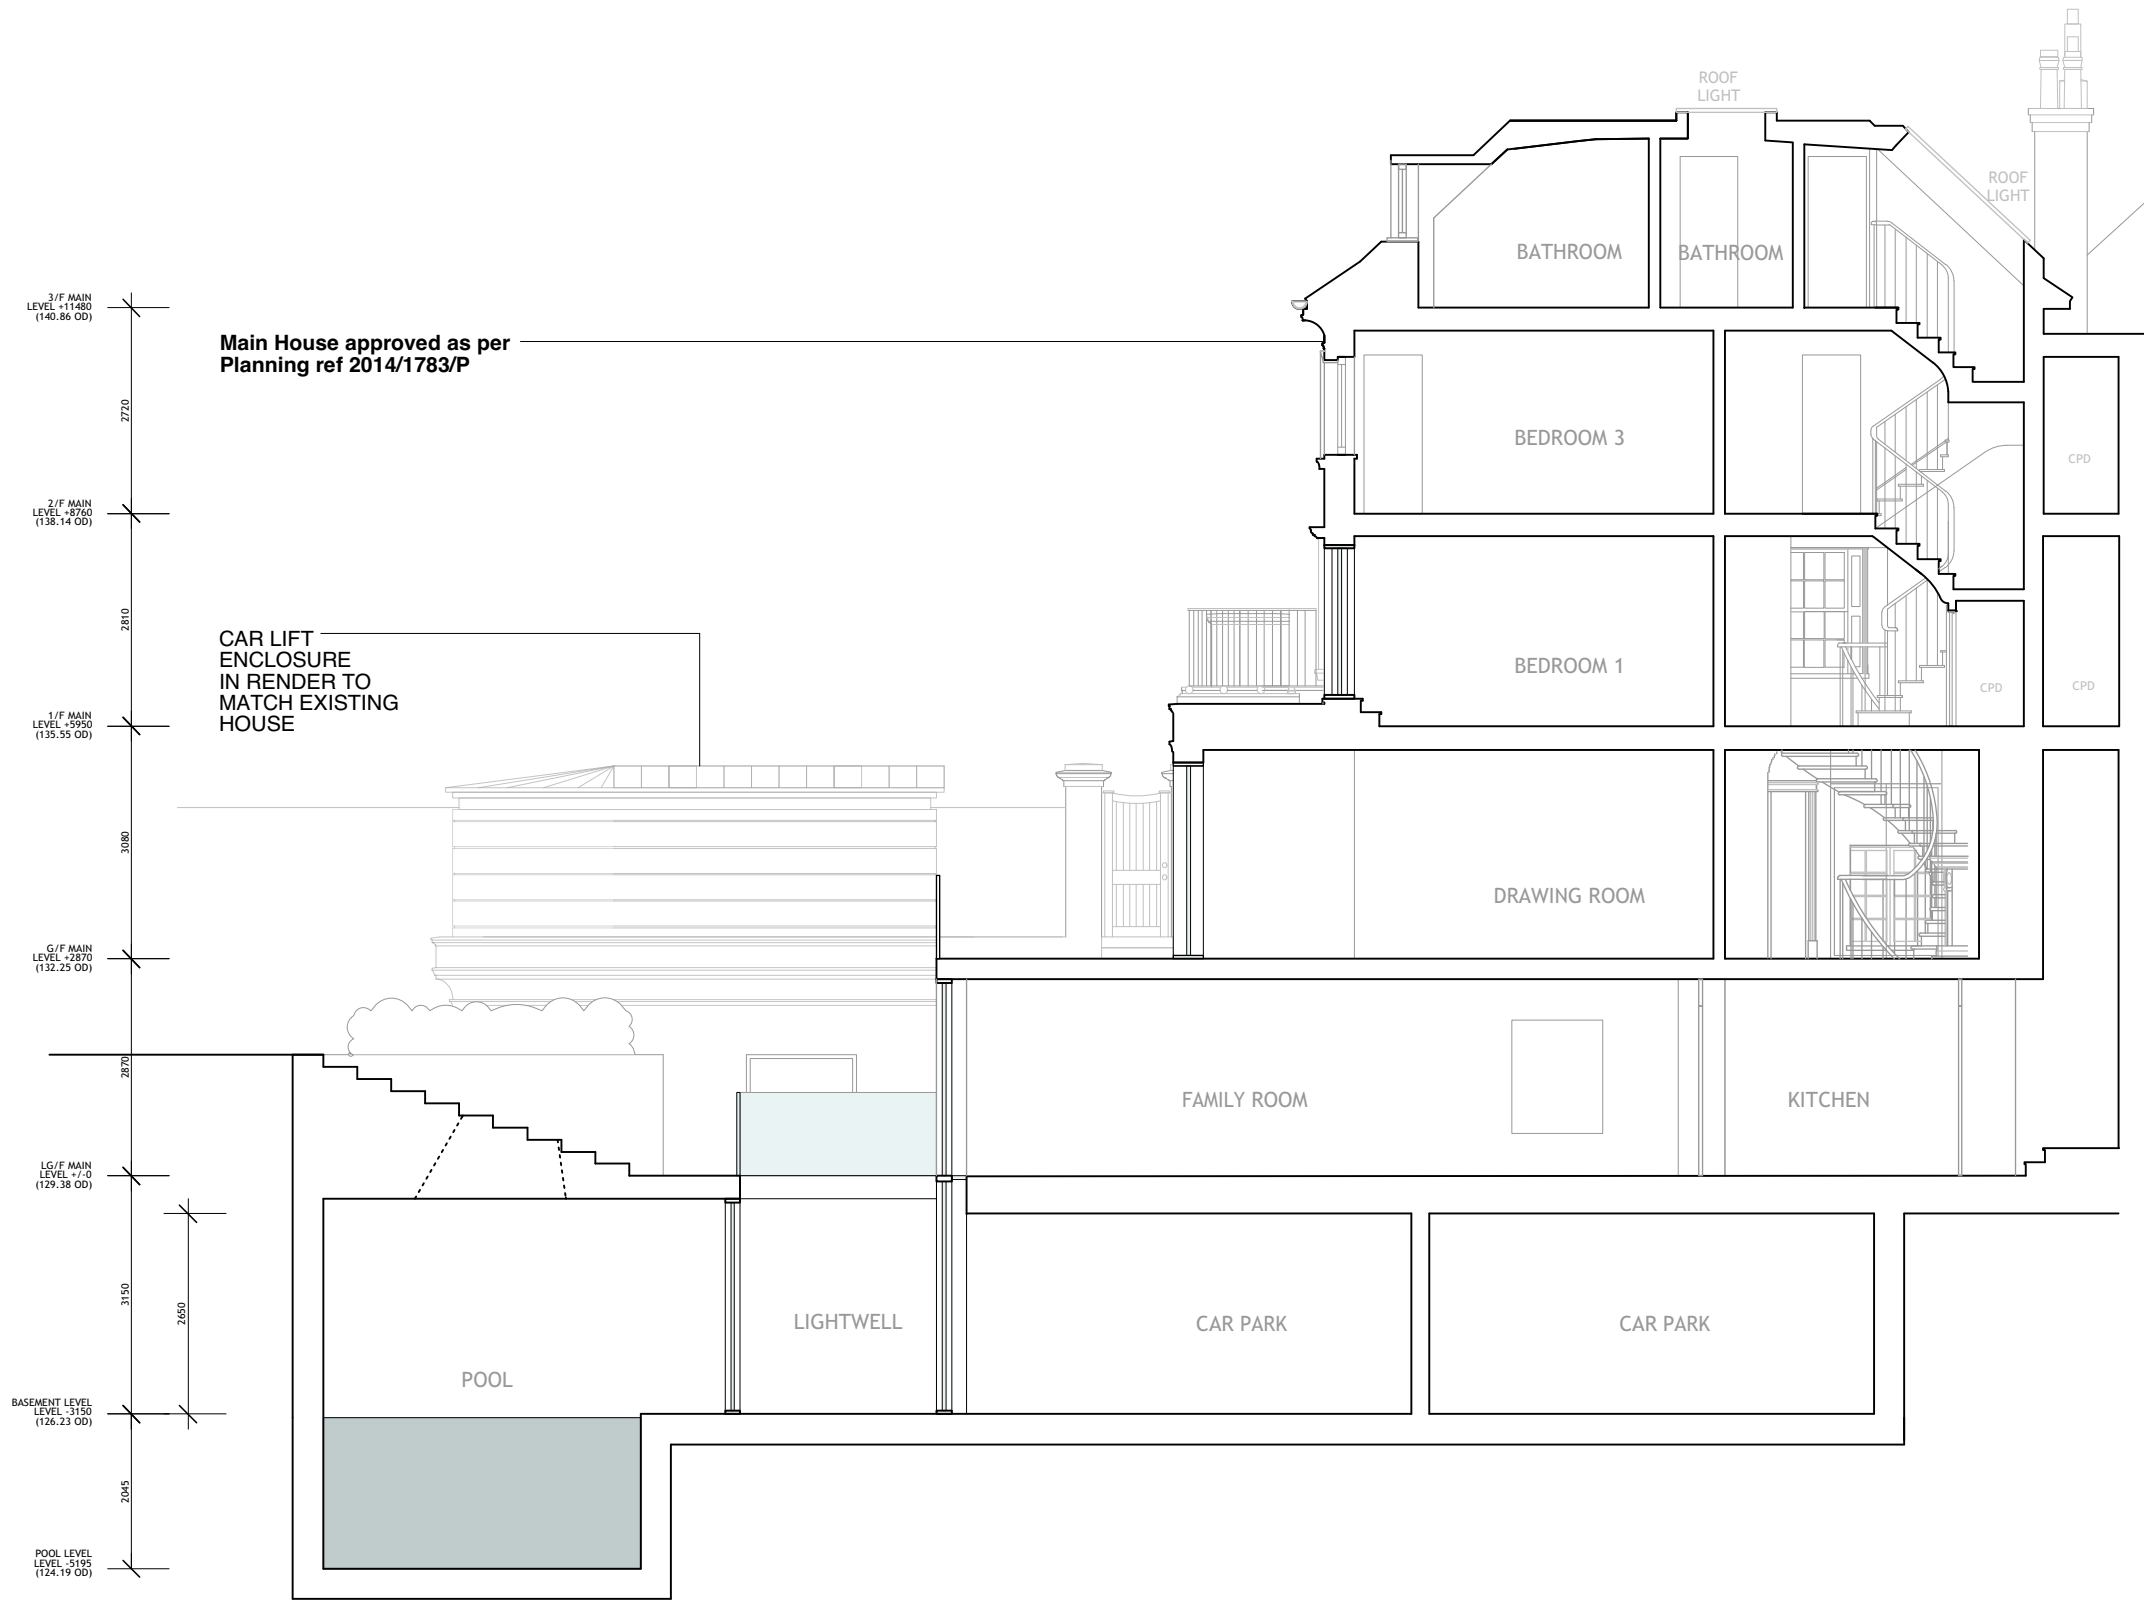 ROOF
LIGHT
ROOF
LIGHT
BATHROOM
BATHROOM
3/F MAIN
LEVEL +11480
(140.86 OD)
Main House approved as per
Planning ref 2014/1783/P
2720
BEDROOM 3
CPD
2/F MAIN
LEVEL +8760
(138.14 OD)
2810
CAR LIFT
ENCLOSURE
IN RENDER TO
MATCH EXISTING
HOUSE
BEDROOM 1
CPD
CPD
1/F MAIN
LEVEL +5950
(135.55 OD)
3080
DRAWING ROOM
G/F MAIN
LEVEL +2870
(132.25 OD)
2870
FAMILY ROOM
KITCHEN
LG/F MAIN
LEVEL +/-0
(129.38 OD)
3150
2650
LIGHTWELL
CAR PARK
CAR PARK
POOL
BASEMENT LEVEL
LEVEL -3150
(126.23 OD)
2045
POOL LEVEL
LEVEL -5195
(124.19 OD)